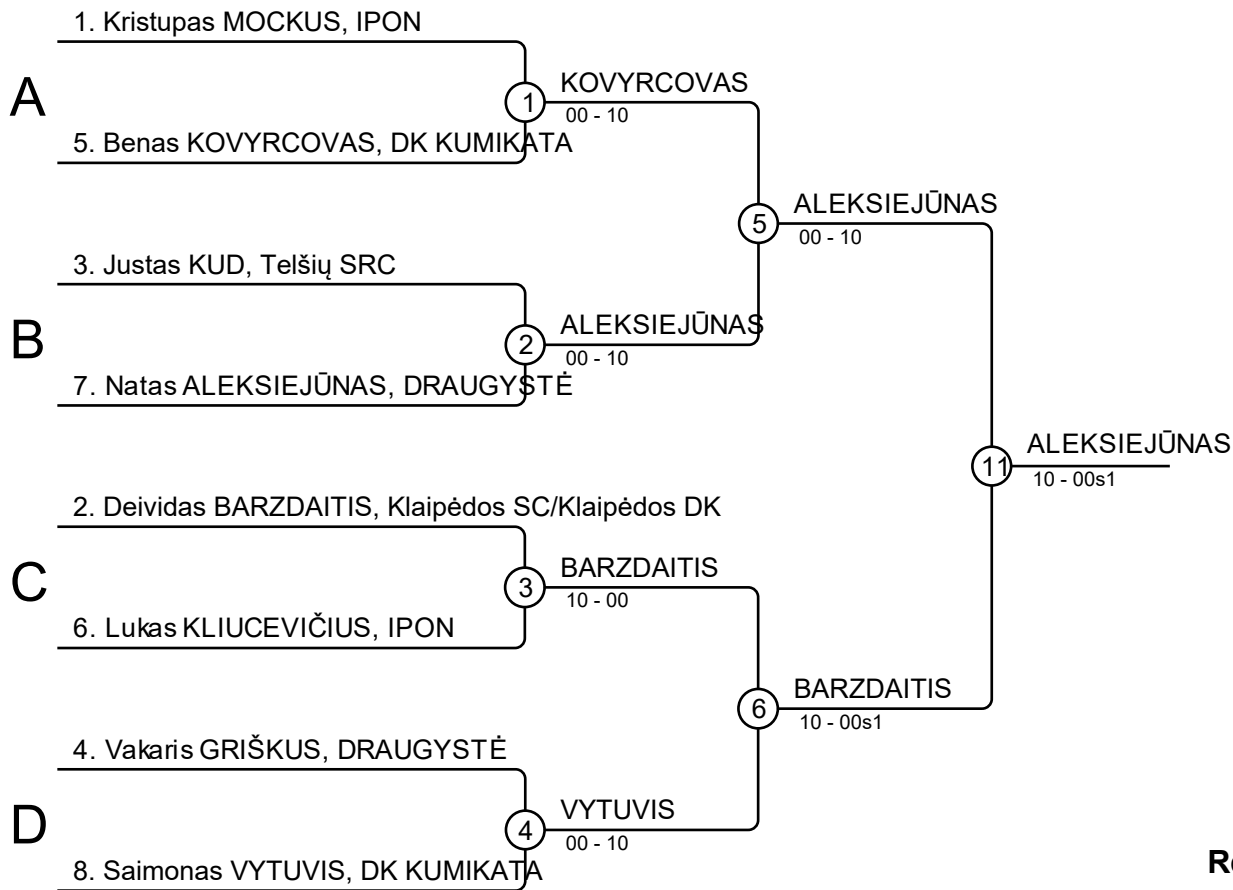 1. Kristupas MOCKUS, IPON
A
1
KOVYRCOVAS
00 - 10
5. Benas KOVYRCOVAS, DK KUMIKATA
5
ALEKSIEJŪNAS
00 - 10
3. Justas KUD, Telšių SRC
B
2
ALEKSIEJŪNAS
00 - 10
7. Natas ALEKSIEJŪNAS, DRAUGYSTĖ
11
ALEKSIEJŪNAS
10 - 00s1
2. Deividas BARZDAITIS, Klaipėdos SC/Klaipėdos DK
C
3
BARZDAITIS
10 - 00
6. Lukas KLIUCEVIČIUS, IPON
6
BARZDAITIS
10 - 00s1
4. Vakaris GRIŠKUS, DRAUGYSTĖ
D
4
VYTUVIS
00 - 10
8. Saimonas VYTUVIS, DK KUMIKATA